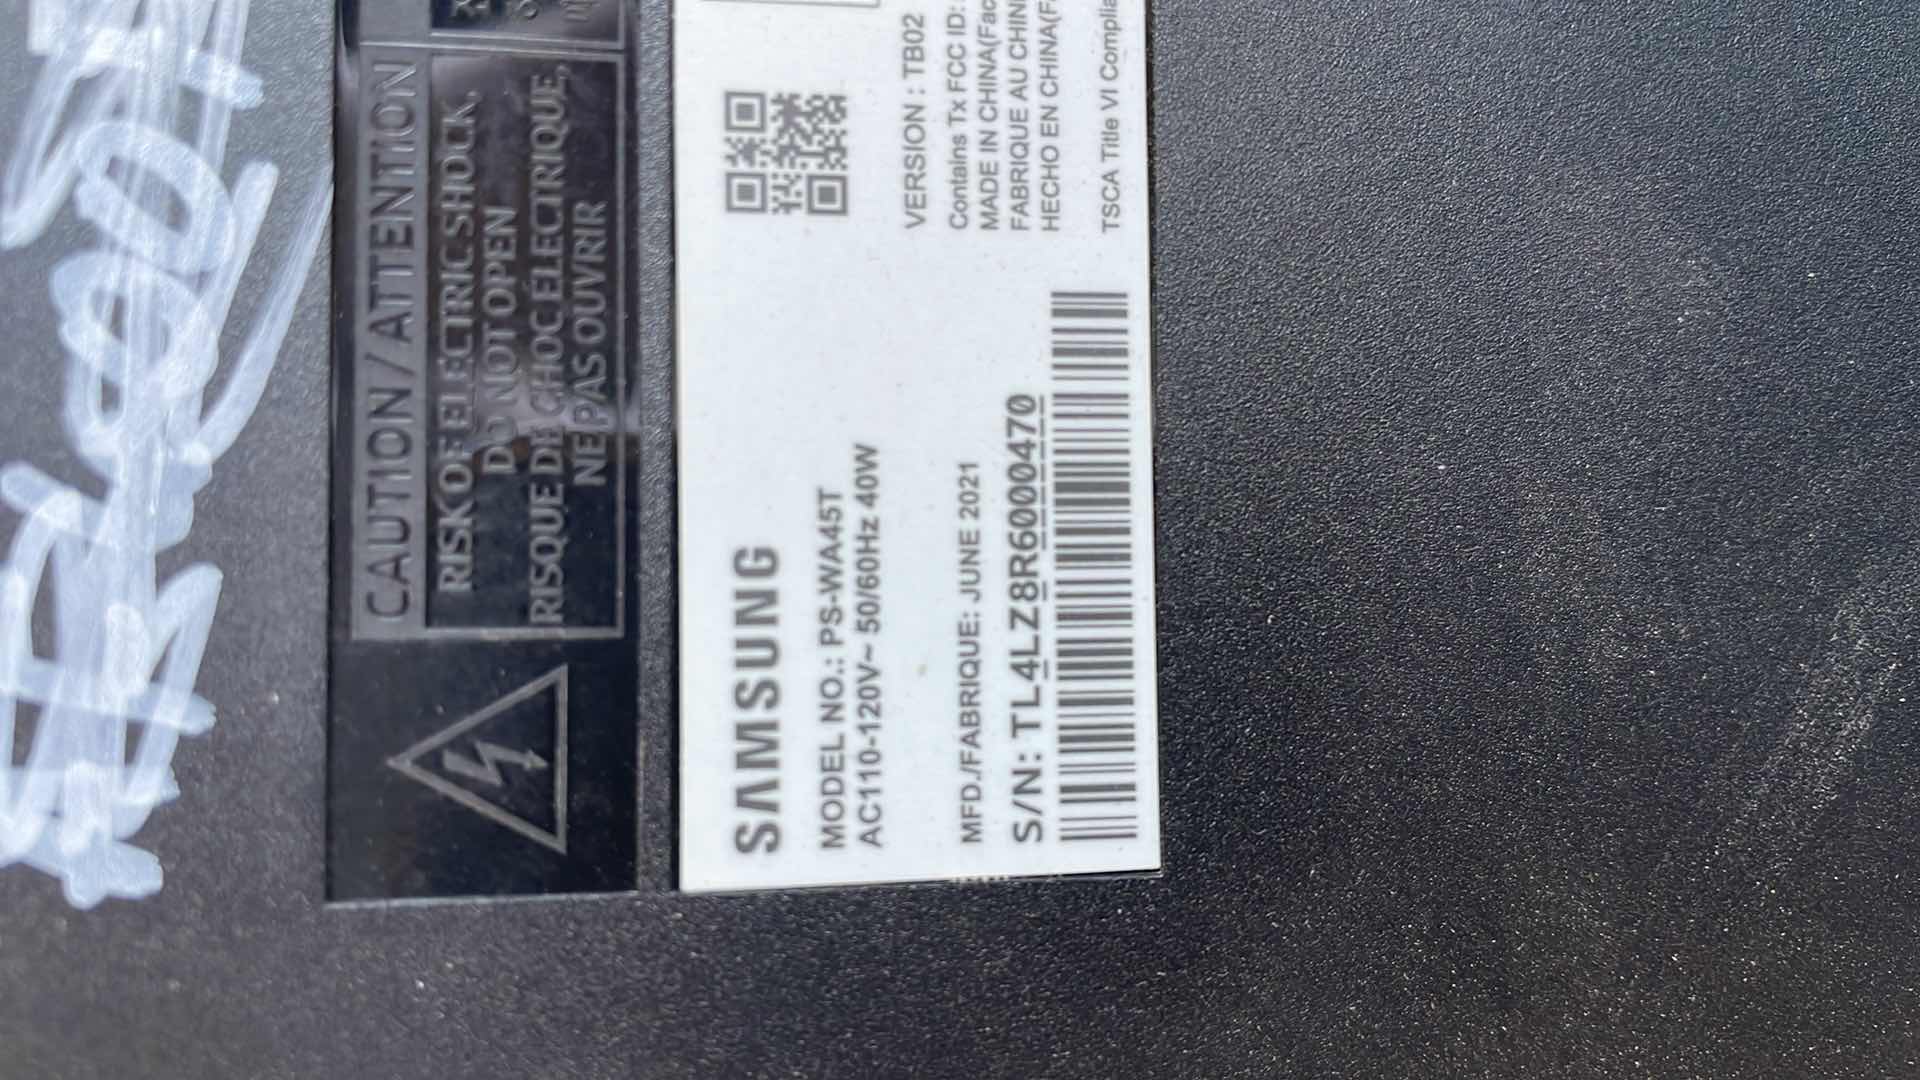 CAUTION / ATTENTION
RISK OF ELECTRIC SHOCK.
DO NOT OPEN
RISQUE DE CHOC ÉLECTRIQUE,
NE PAS OUVRIR
SAMSUNG
MODEL NO.: PS-WA45T
AC110-120V~ 50/60Hz 40W
MFD./FABRIQUE: JUNE 2021
S/N: TL4LZ8R6000470
VERSION : TB02
Contains Tx FCC ID:
MADE IN CHINA(Fac
FABRIQUE AU CHIN
HECHO EN CHINA(Fa
TSCA Title VI Complia